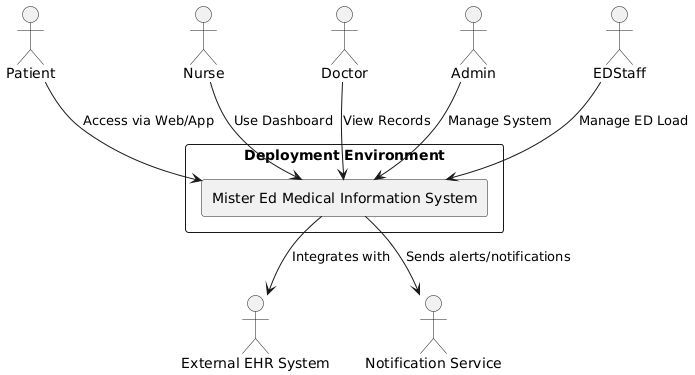 Patient
Nurse
Doctor
Admin
EDStaff
Access via Web/App
Use Dashboard
View Records
Manage System
Manage ED Load
Deployment Environment
Mister Ed Medical Information System
Integrates with
Sends alerts/notifications
External EHR System
Notification Service